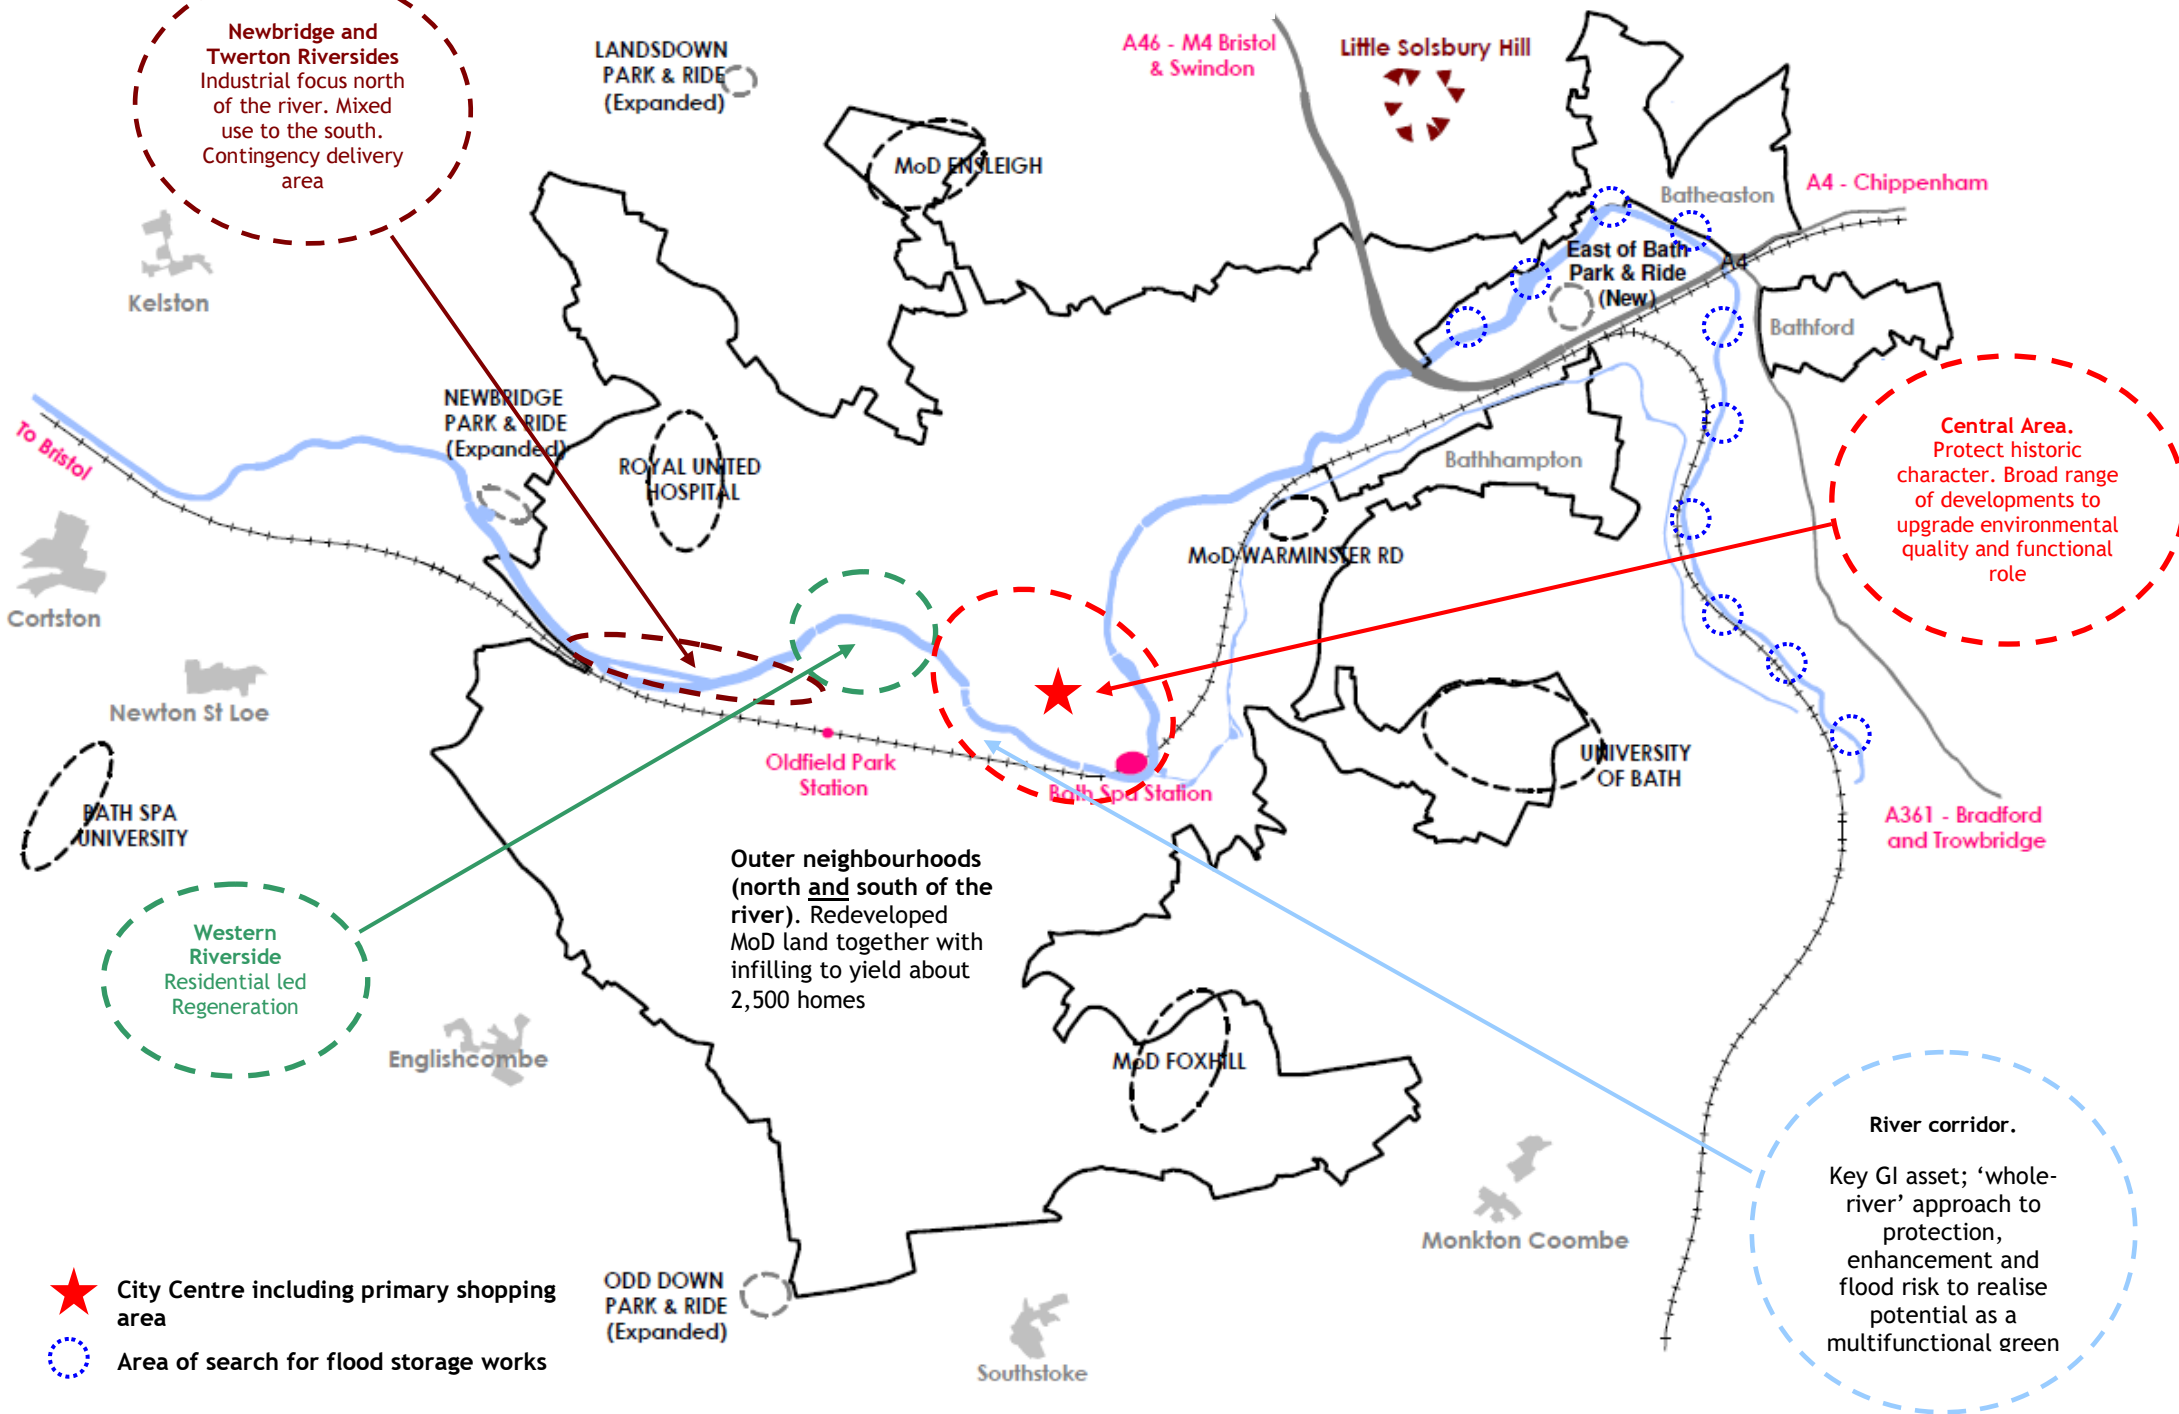 Newbridge and
Twerton Riversides
Industrial focus north
of the river. Mixed
use to the south.
Contingency delivery
area
LANDSDOWN
PARK & RIDE
(Expanded)
A46 - M4 Bristol
& Swindon
Little Solsbury Hill
MoD ENSLEIGH
Batheaston
A4 - Chippenham
East of Bath
Park & Ride
(New)
A4
Bathford
Kelston
NEWBRIDGE
PARK & RIDE
(Expanded)
ROYAL UNITED
HOSPITAL
To Bristol
Bathhampton
Central Area.
Protect historic
character. Broad range
of developments to
upgrade environmental
quality and functional
role
MoD WARMINSTER RD
Cortston
Newton St Loe
Oldfield Park
Station
Bath Spa Station
UNIVERSITY
OF BATH
BATH SPA
UNIVERSITY
A361 - Bradford
and Trowbridge
Outer neighbourhoods
(north and south of the
river). Redeveloped
MoD land together with
infilling to yield about
2,500 homes
Western
Riverside
Residential led
Regeneration
Englishcombe
MoD FOXHILL
River corridor.
Key GI asset; ‘whole-
river’ approach to
protection,
enhancement and
flood risk to realise
potential as a
multifunctional green
Monkton Coombe
ODD DOWN
PARK & RIDE
(Expanded)
Southstoke
City Centre including primary shopping
area
Area of search for flood storage works